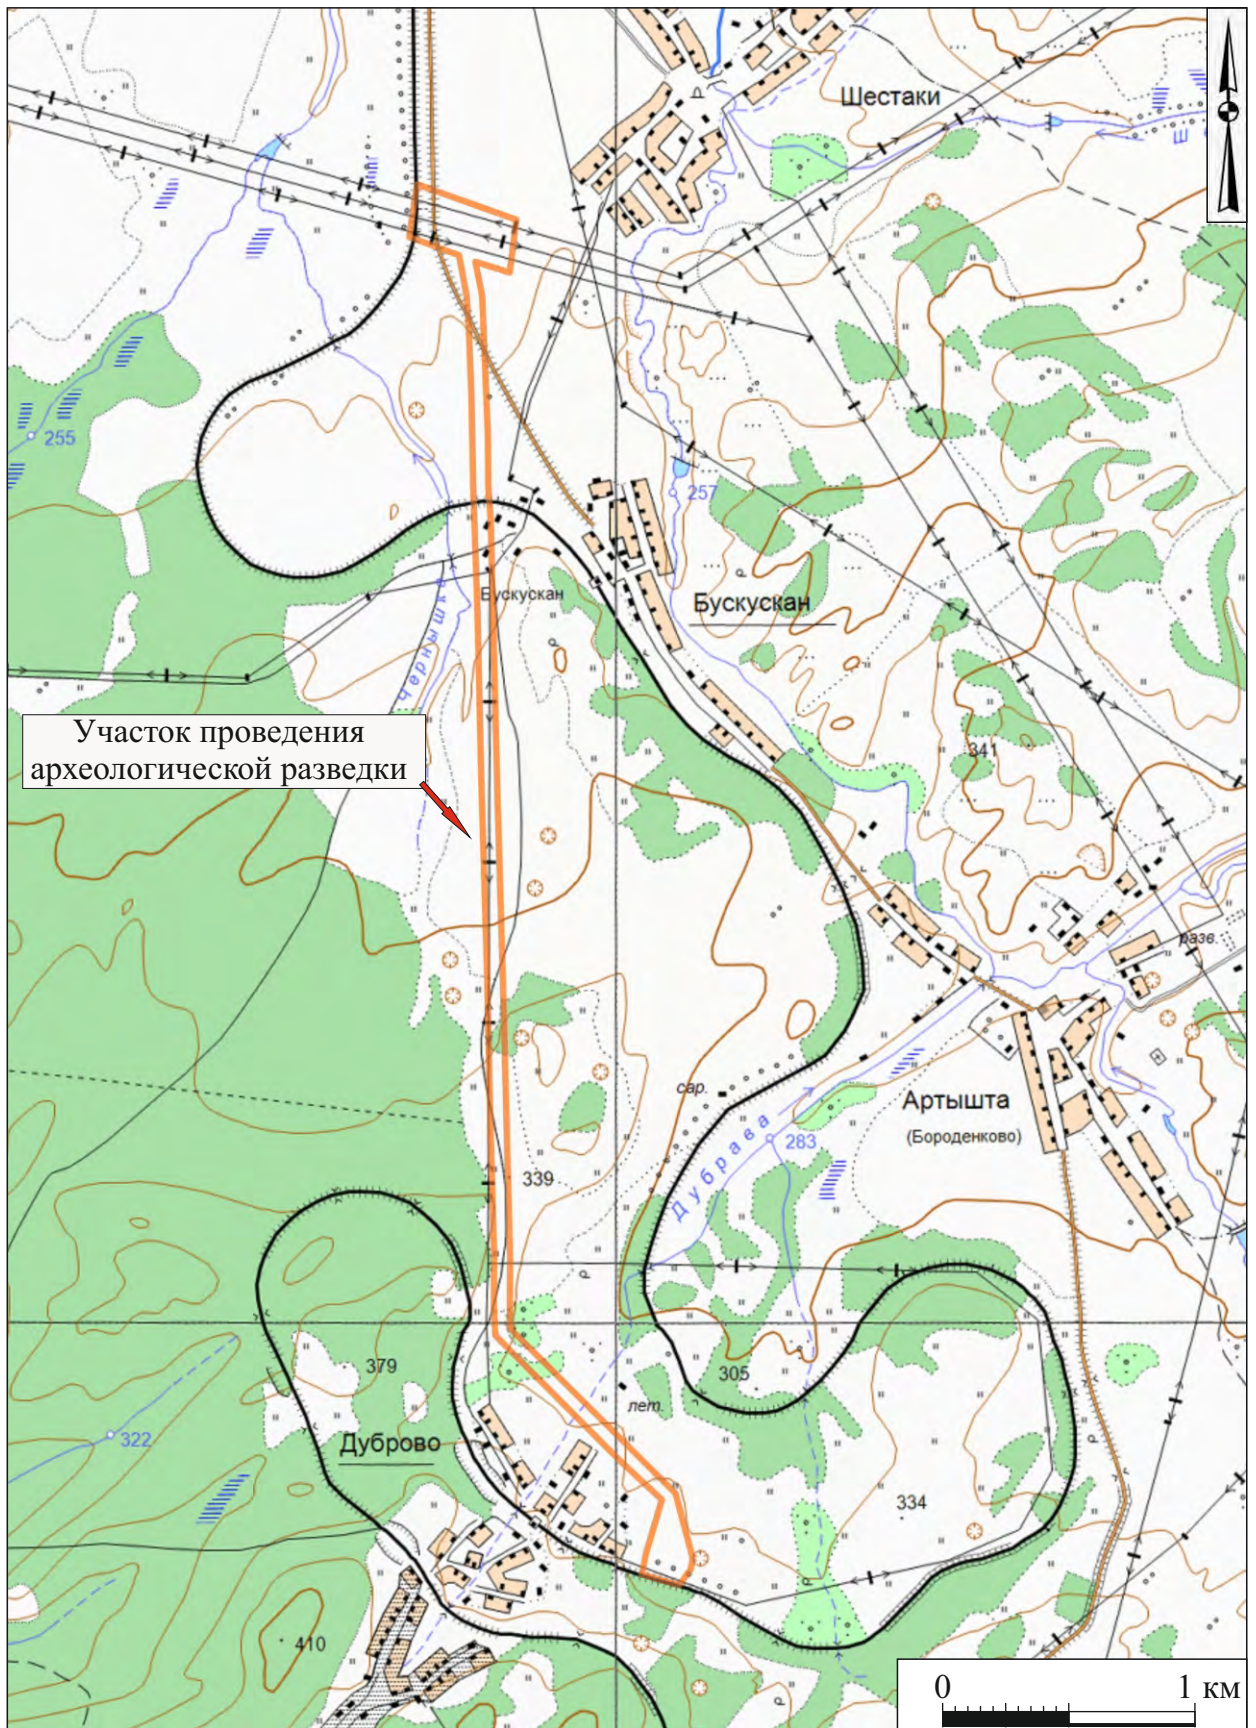 Шестаки
Ш
255
257
Бускускан
Бускускан
Чернышка
Участок проведения
археологической разведки
341
разв.
сар.
Артышта
(Бороденково)
Дубрава
283
339
379
305
лет.
322
Дуброво
334
410
0 1 км